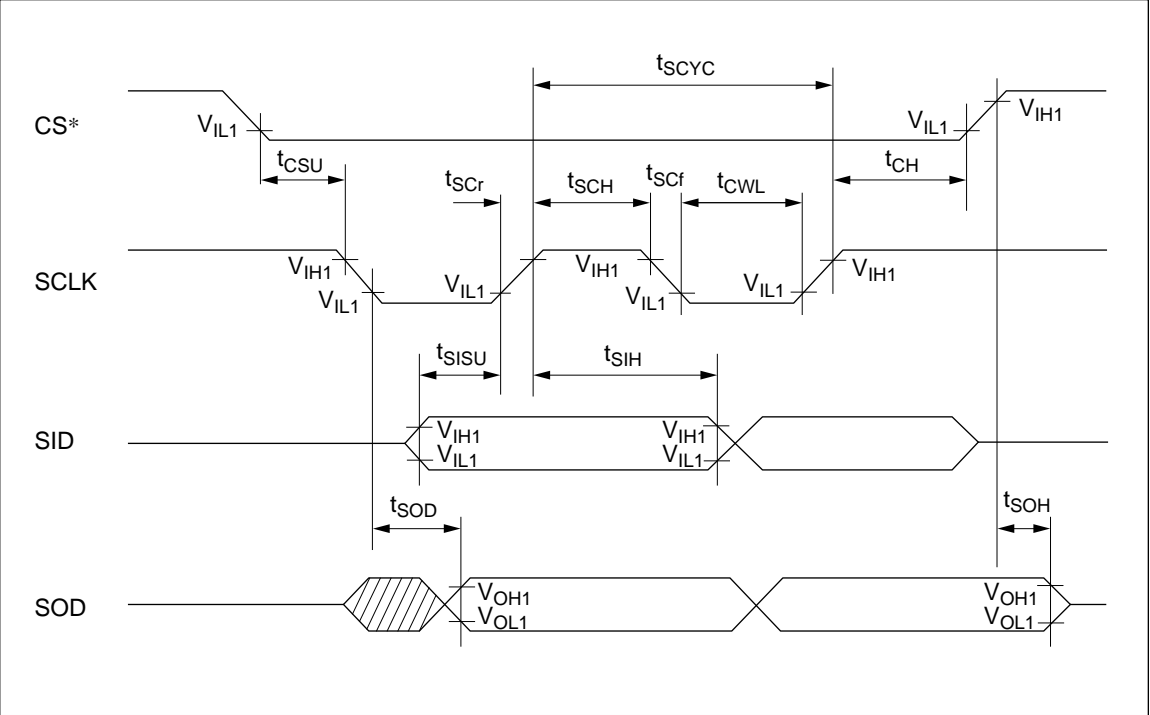 tSCYC
CS*
VIL1
VIL1
VIH1
tCSU
tSCr
tSCH
tSCf
tCWL
tCH
SCLK
VIH1
VIL1
VIL1
VIH1
VIL1
VIL1
VIH1
tSISU
tSIH
SID
VIH1
VIL1
VIH1
VIL1
tSOD
tSOH
SOD
VOH1
VOL1
VOH1
VOL1